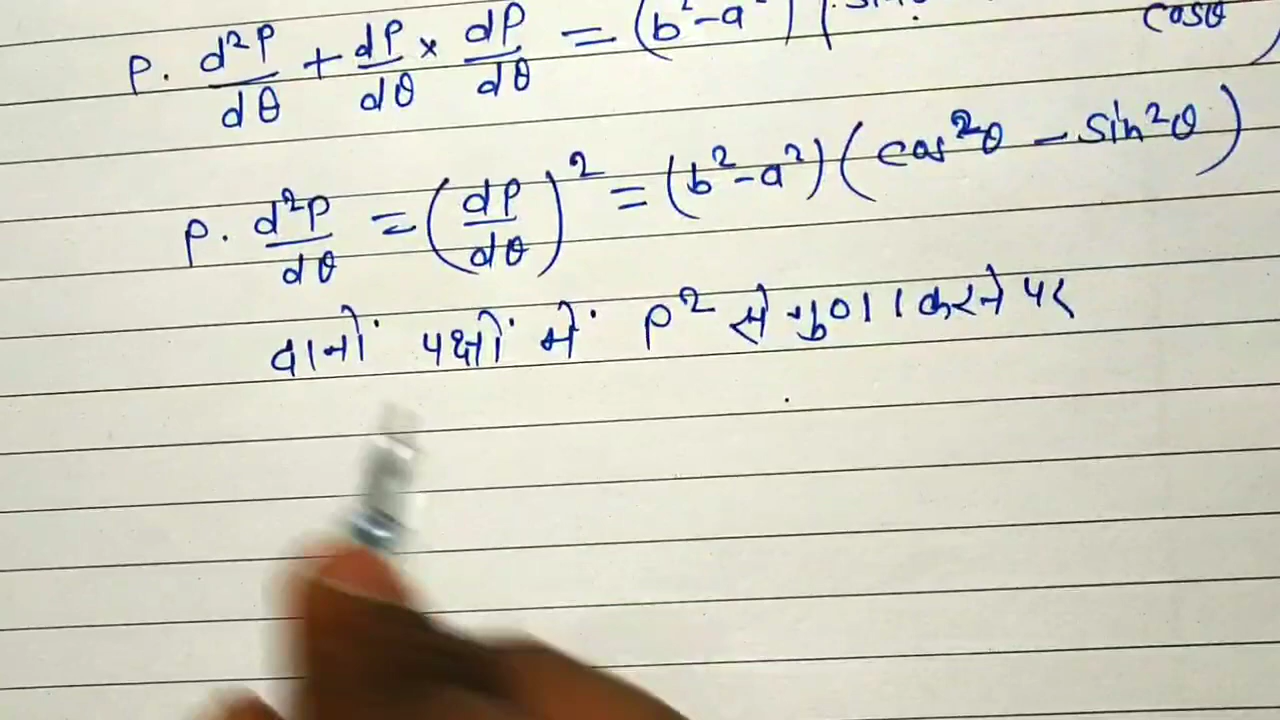 P. d²P/dθ + dP/dθ × dP/dθ = (b²-a²) ( cosθ )
P. d²P/dθ = (dP/dθ)² = (b²-a²) (cos²θ - sin²θ)
दोनों पक्षों में P² से गुणा करने पर